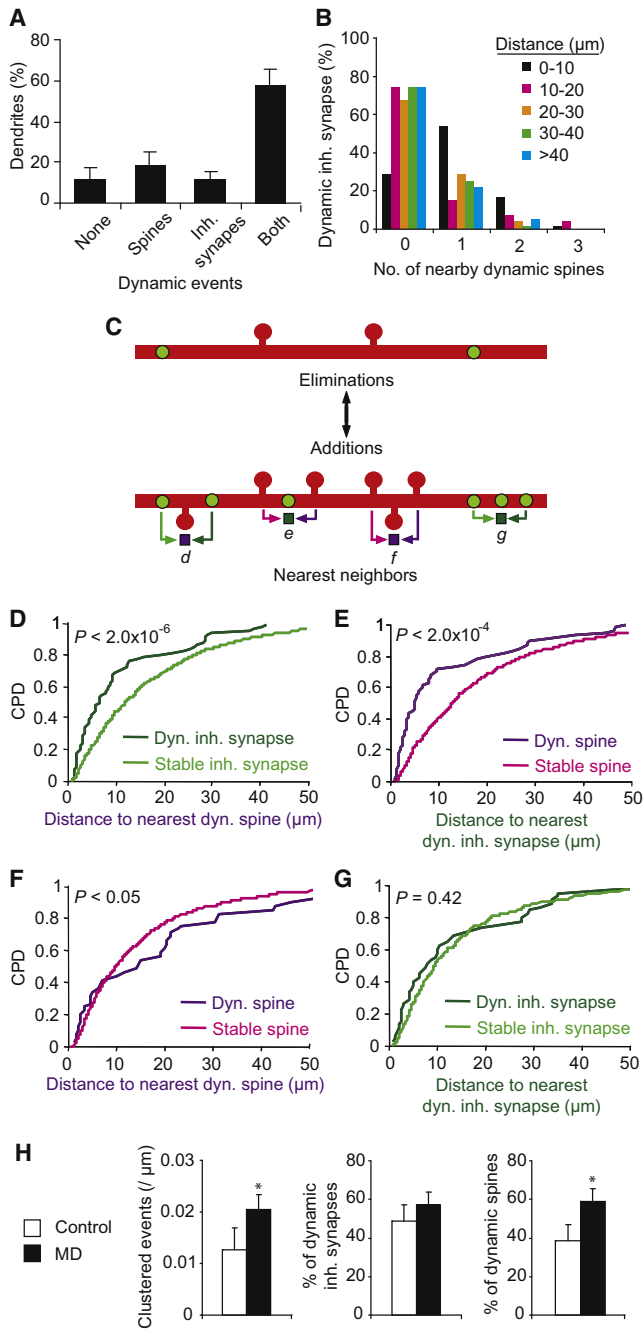 A
Dendrites (%)
80
60
40
20
0
None
Spines
Inh.
synapes
Both
Dynamic events
B
Dynamic inh. synapse (%)
100
80
60
40
20
0
Distance (µm)
0-10
10-20
20-30
30-40
>40
0 1 2 3
No. of nearby dynamic spines
C
Eliminations
Additions
d e f g
Nearest neighbors
D
P < 2.0x10⁻⁶
CPD
1
0.8
0.6
0.4
0.2
0
Dyn. inh. synapse
Stable inh. synapse
0 10 20 30 40 50
Distance to nearest dyn. spine (µm)
E
P < 2.0x10⁻⁴
CPD
1
0.8
0.6
0.4
0.2
0
Dyn. spine
Stable spine
0 10 20 30 40 50
Distance to nearest
dyn. inh. synapse (µm)
F
P < 0.05
CPD
1
0.8
0.6
0.4
0.2
0
Dyn. spine
Stable spine
0 10 20 30 40 50
Distance to nearest dyn. spine (µm)
G
P = 0.42
CPD
1
0.8
0.6
0.4
0.2
0
Dyn. inh. synapse
Stable inh. synapse
0 10 20 30 40 50
Distance to nearest
dyn. inh. synapse (µm)
H
Control
MD
Clustered events (/ µm)
0.03
0.02
0.01
0
*
% of dynamic
inh. synapses
80
60
40
20
0
% of dynamic spines
80
60
40
20
0
*